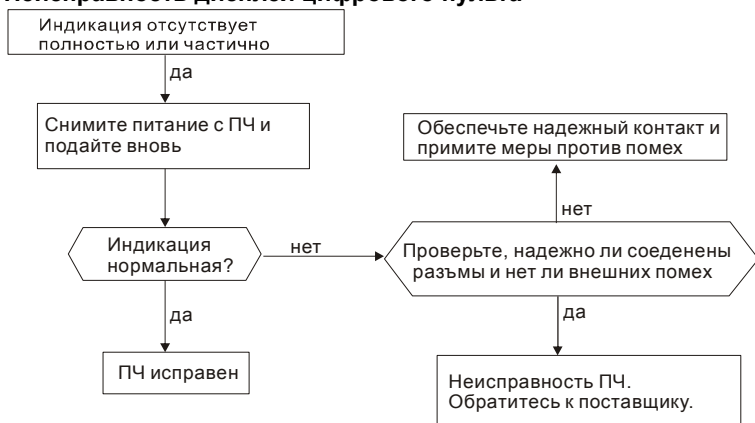 Индикация отсутствует
полностью или частично
да
Снимите питание с ПЧ и
подайте вновь
Обеспечьте надежный контакт и
примите меры против помех
нет
Индикация
нормальная?
нет
Проверьте, надежно ли соеденены
разъмы и нет ли внешних помех
да
да
ПЧ исправен
Неисправность ПЧ.
Обратитесь к поставщику.